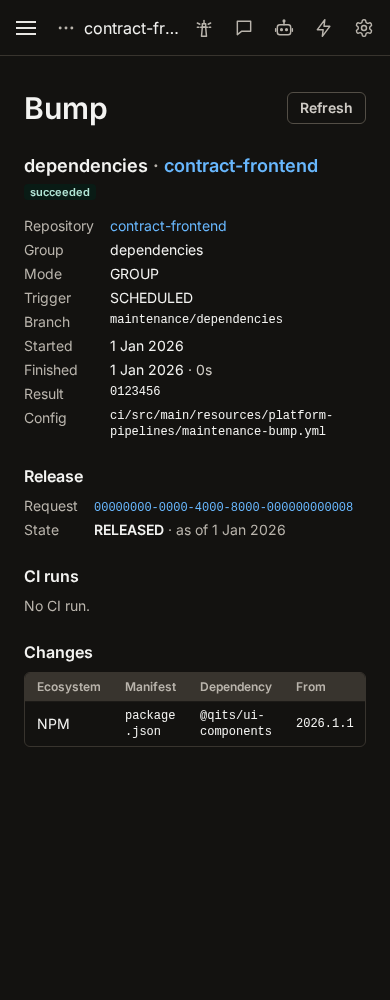 ... contract-fr...
Bump
Refresh
dependencies · contract-frontend
succeeded
Repository contract-frontend
Group dependencies
Mode GROUP
Trigger SCHEDULED
Branch maintenance/dependencies
Started 1 Jan 2026
Finished 1 Jan 2026 · 0s
Result 0123456
Config ci/src/main/resources/platform-
pipelines/maintenance-bump.yml
Release
Request 00000000-0000-4000-8000-000000000008
State RELEASED · as of 1 Jan 2026
CI runs
No CI run.
Changes
Ecosystem Manifest Dependency From
NPM package .json @qits/ui-components 2026.1.1